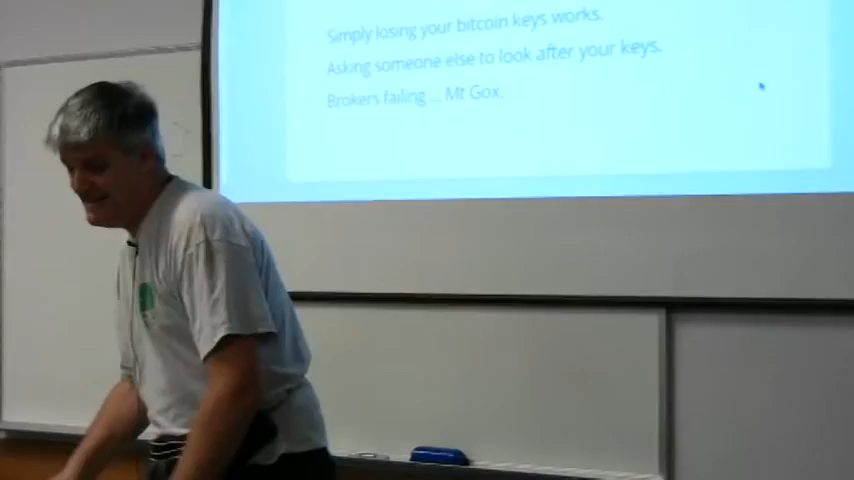 Simply losing your bitcoin keys works.
Asking someone else to look after your keys.
Brokers failing ... Mt Gox.